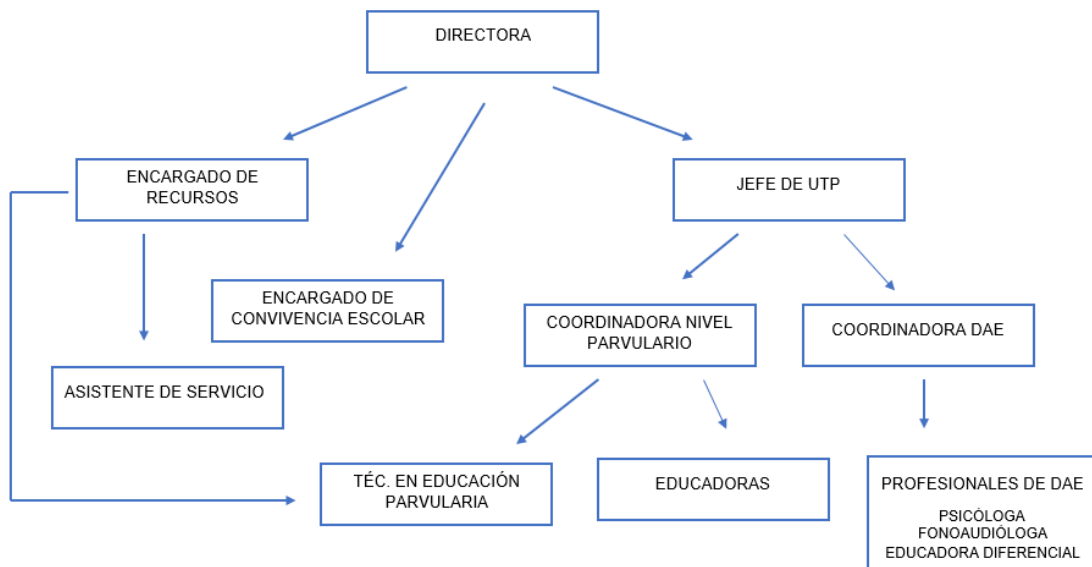 DIRECTORA
ENCARGADO DE
RECURSOS
JEFE DE UTP
ENCARGADO DE
CONVIVENCIA ESCOLAR
COORDINADORA NIVEL
PARVULARIO
COORDINADORA DAE
ASISTENTE DE SERVICIO
TÉC. EN EDUCACIÓN
PARVULARIA
EDUCADORAS
PROFESIONALES DE DAE
PSICÓLOGA
FONOAUDIÓLOGA
EDUCADORA DIFERENCIAL